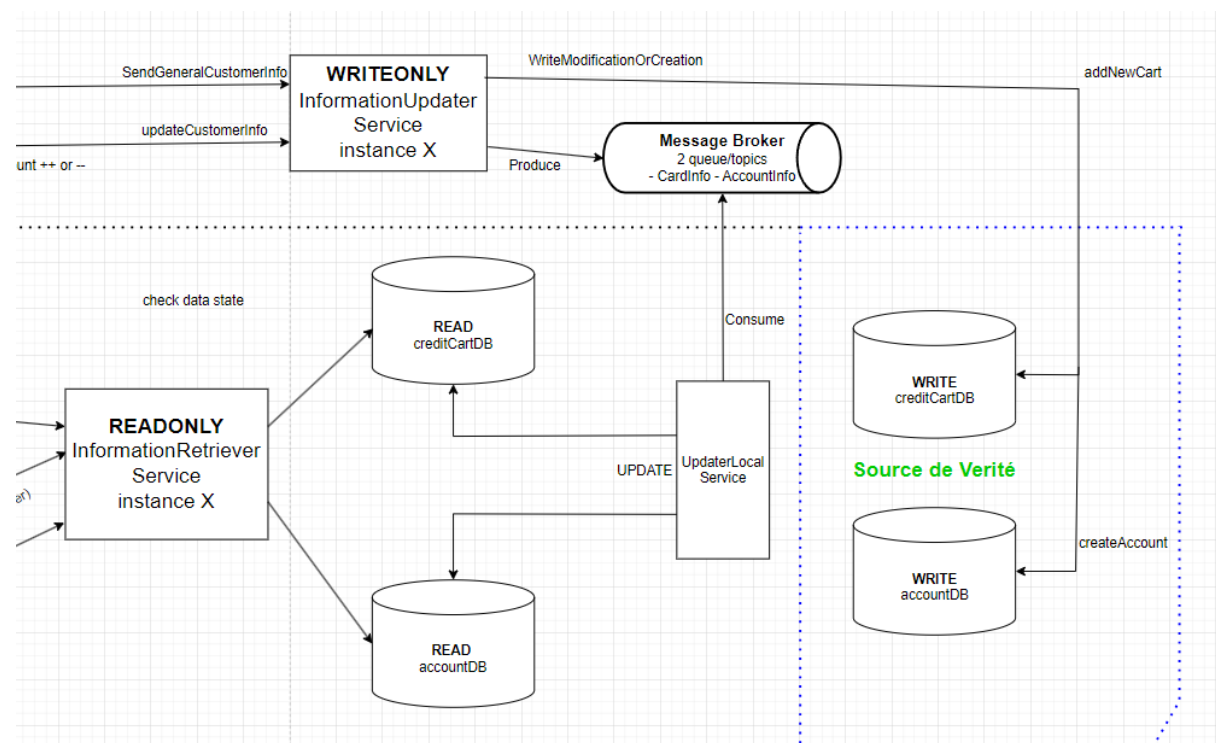 SendGeneralCustomerInfo
updateCustomerInfo
unt ++ or --
WRITEONLY
InformationUpdater
Service
instance X
WriteModificationOrCreation
addNewCart
Produce
Message Broker
2 queue/topics
- CardInfo - AccountInfo
check data state
READ
creditCartDB
Consume
READONLY
InformationRetriever
Service
instance X
er)
UPDATE
UpdaterLocal
Service
WRITE
creditCartDB
Source de Verité
createAccount
WRITE
accountDB
READ
accountDB